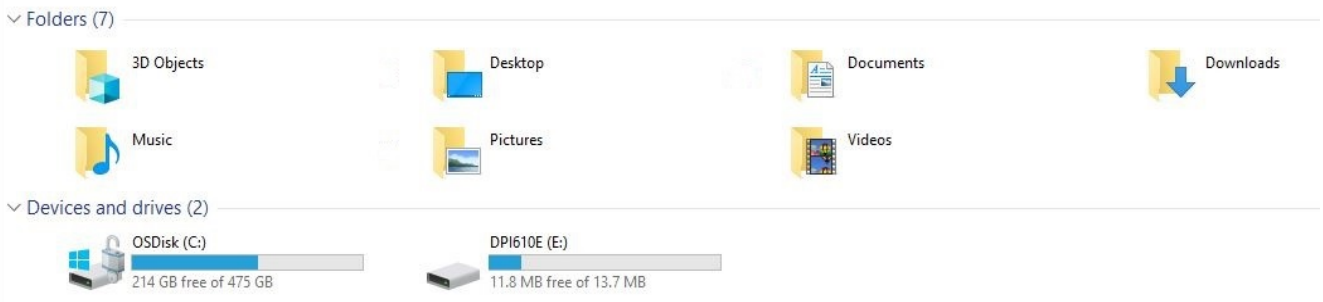 Folders (7)
3D Objects
Desktop
Documents
Downloads
Music
Pictures
Videos
Devices and drives (2)
OSDisk (C:)
214 GB free of 475 GB
DPI610E (E:)
11.8 MB free of 13.7 MB